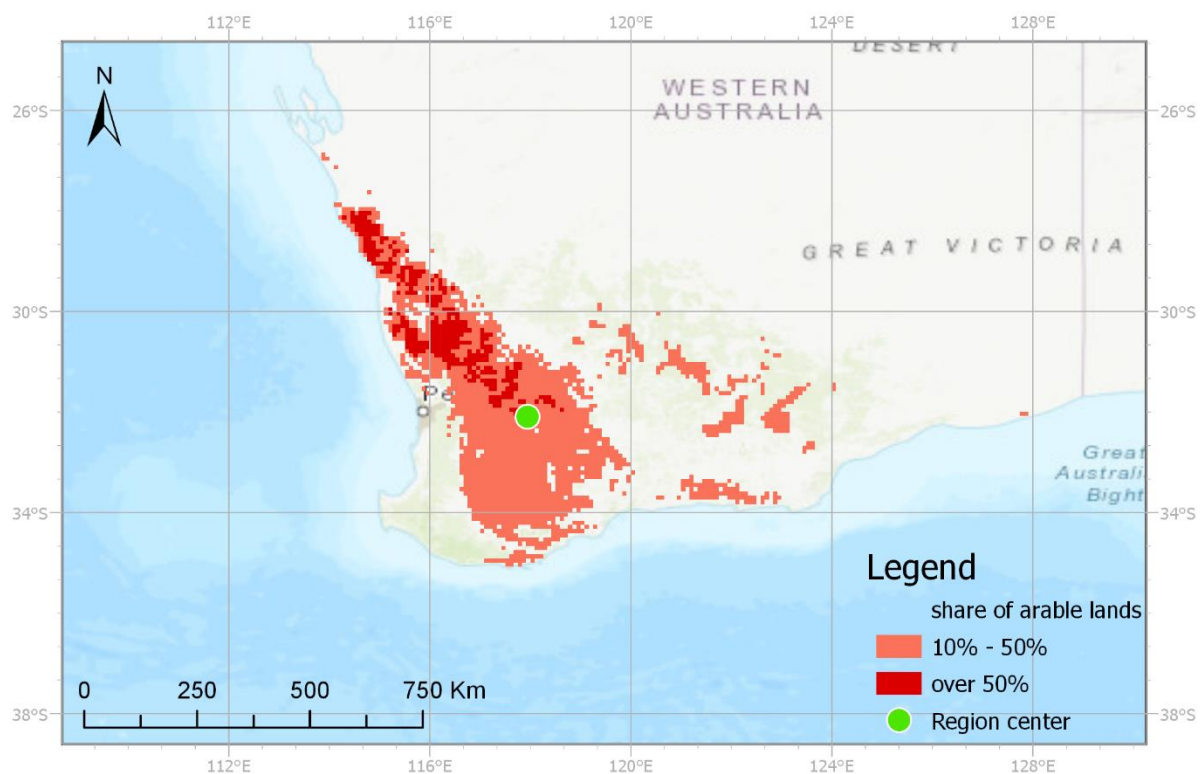 112°E 116°E 120°E 124°E 128°E
DESERT
N
WESTERN
AUSTRALIA
26°S 26°S
GREAT VICTORIA
30°S 30°S
Pe
Great
Australi
Bight
34°S 34°S
Legend
share of arable lands
10% - 50%
over 50%
Region center
0 250 500 750 Km
38°S 38°S
112°E 116°E 120°E 124°E 128°E